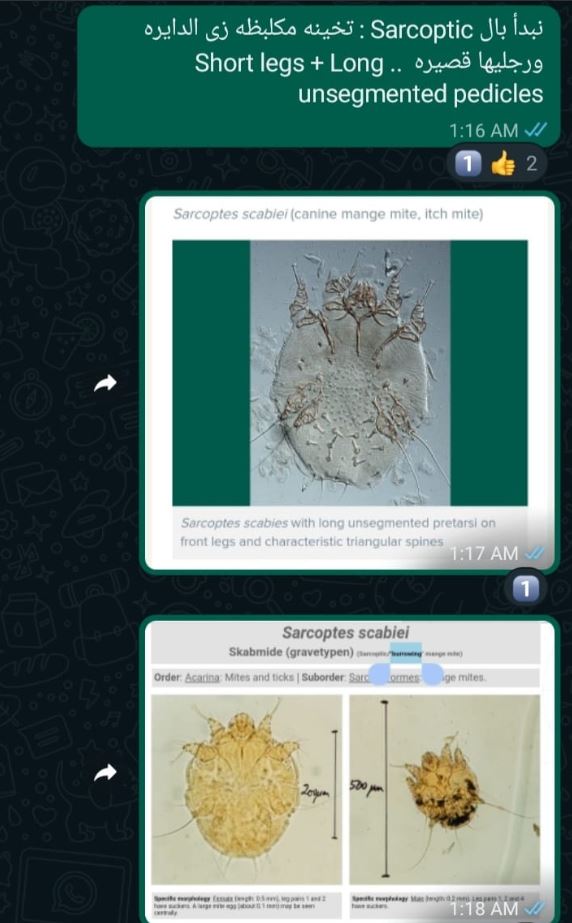 نبدأ بال Sarcoptic : تخينه مكلبظه زى الدايره
ورجليها قصيره .. Short legs + Long
unsegmented pedicles
1:16 AM
1 👍 2
Sarcoptes scabiei (canine mange mite, itch mite)
Sarcoptes scabies with long unsegmented pretarsi on
front legs and characteristic triangular spines
1:17 AM
1
Sarcoptes scabiei
Skabmide (gravetypen) (Sarcoptic/"burrowing" mange mite)
Order: Acarina: Mites and ticks | Suborder: Sarc ormes: ge mites.
500 µm
Specific morphology: Female (length: 0.5 mm), leg pairs 1 and 2
have suckers. A large mite egg (about 0.1 mm) may be seen
centrally.
Specific morphology: Male (length: 0.2 mm). Leg pairs 1, 2 and 4
have suckers.
1:18 AM